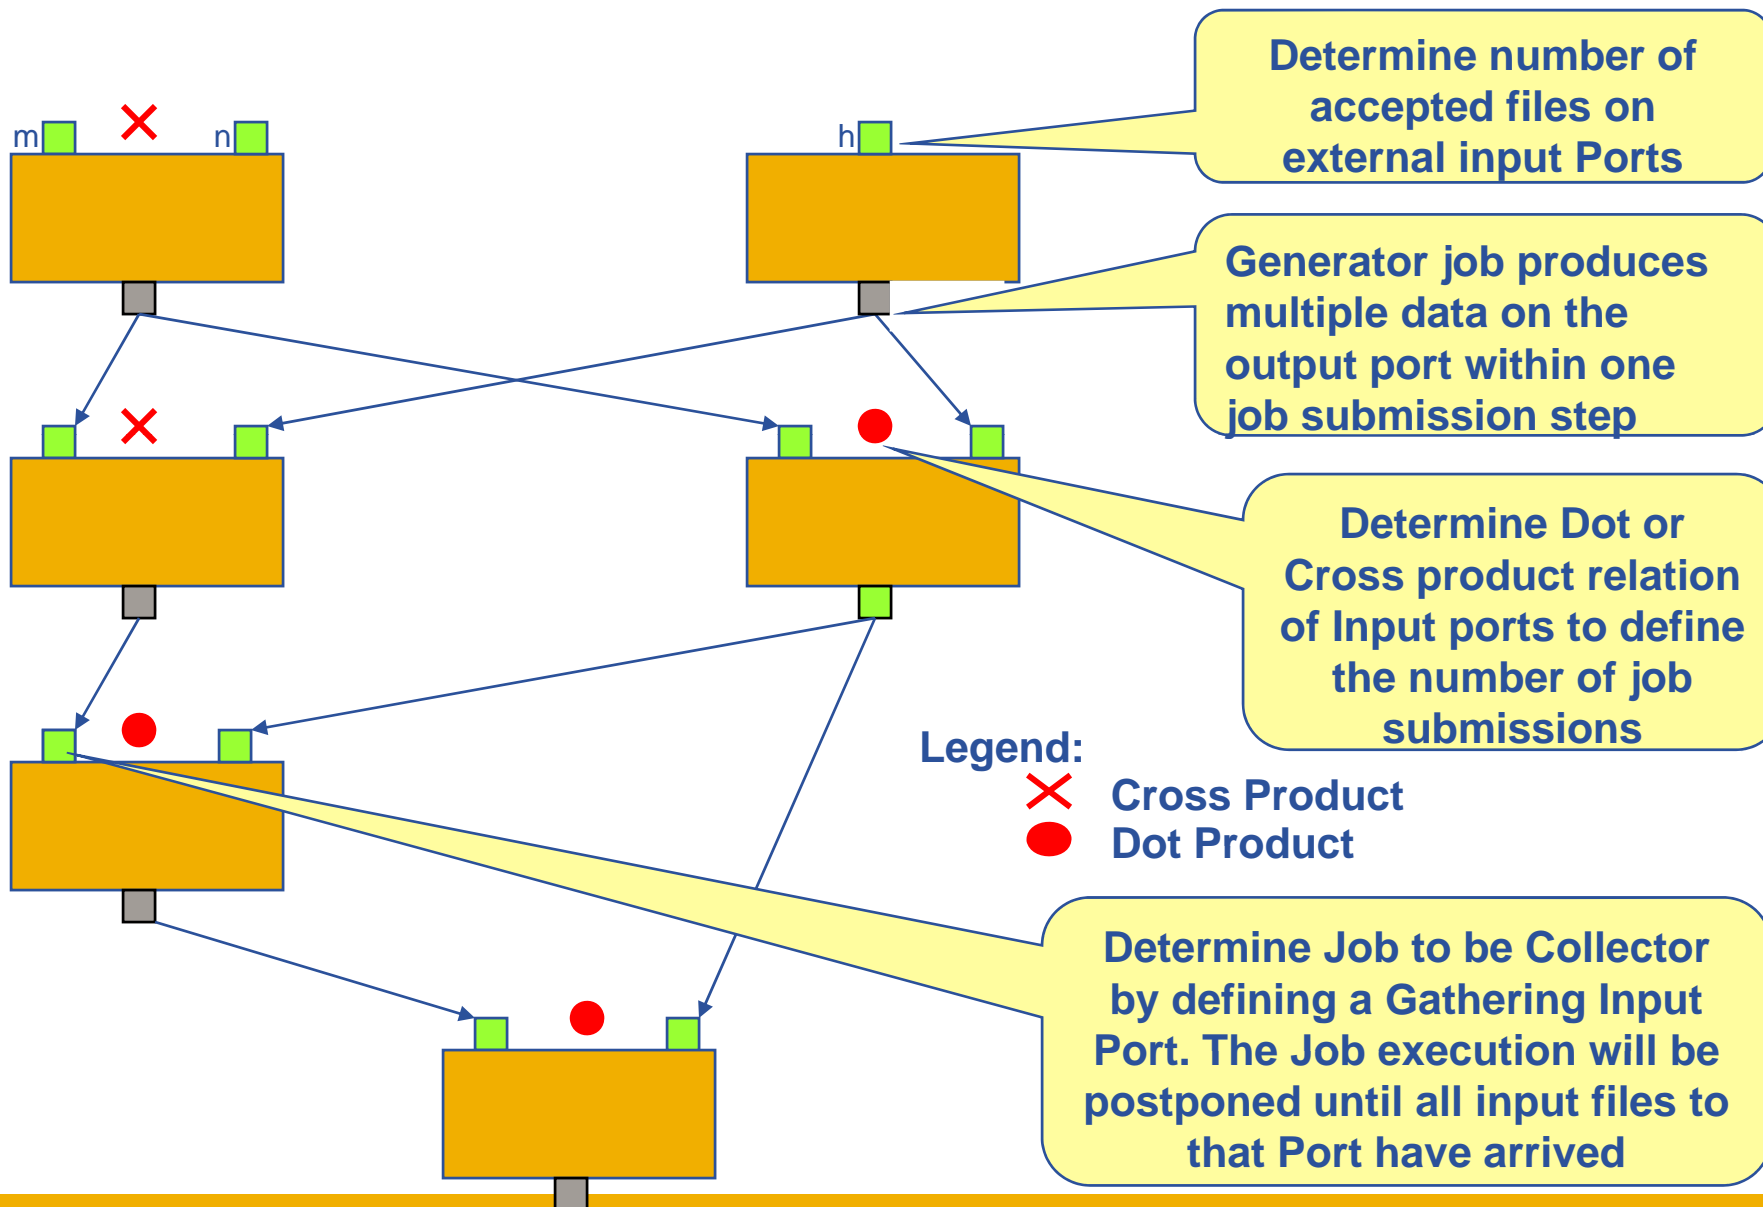 Determine number of
accepted files on
external input Ports
m
n
h
Generator job produces
multiple data on the
output port within one
job submission step
Determine Dot or
Cross product relation
of Input ports to define
the number of job
submissions
Legend:
Cross Product
Dot Product
Determine Job to be Collector
by defining a Gathering Input
Port. The Job execution will be
postponed until all input files to
that Port have arrived